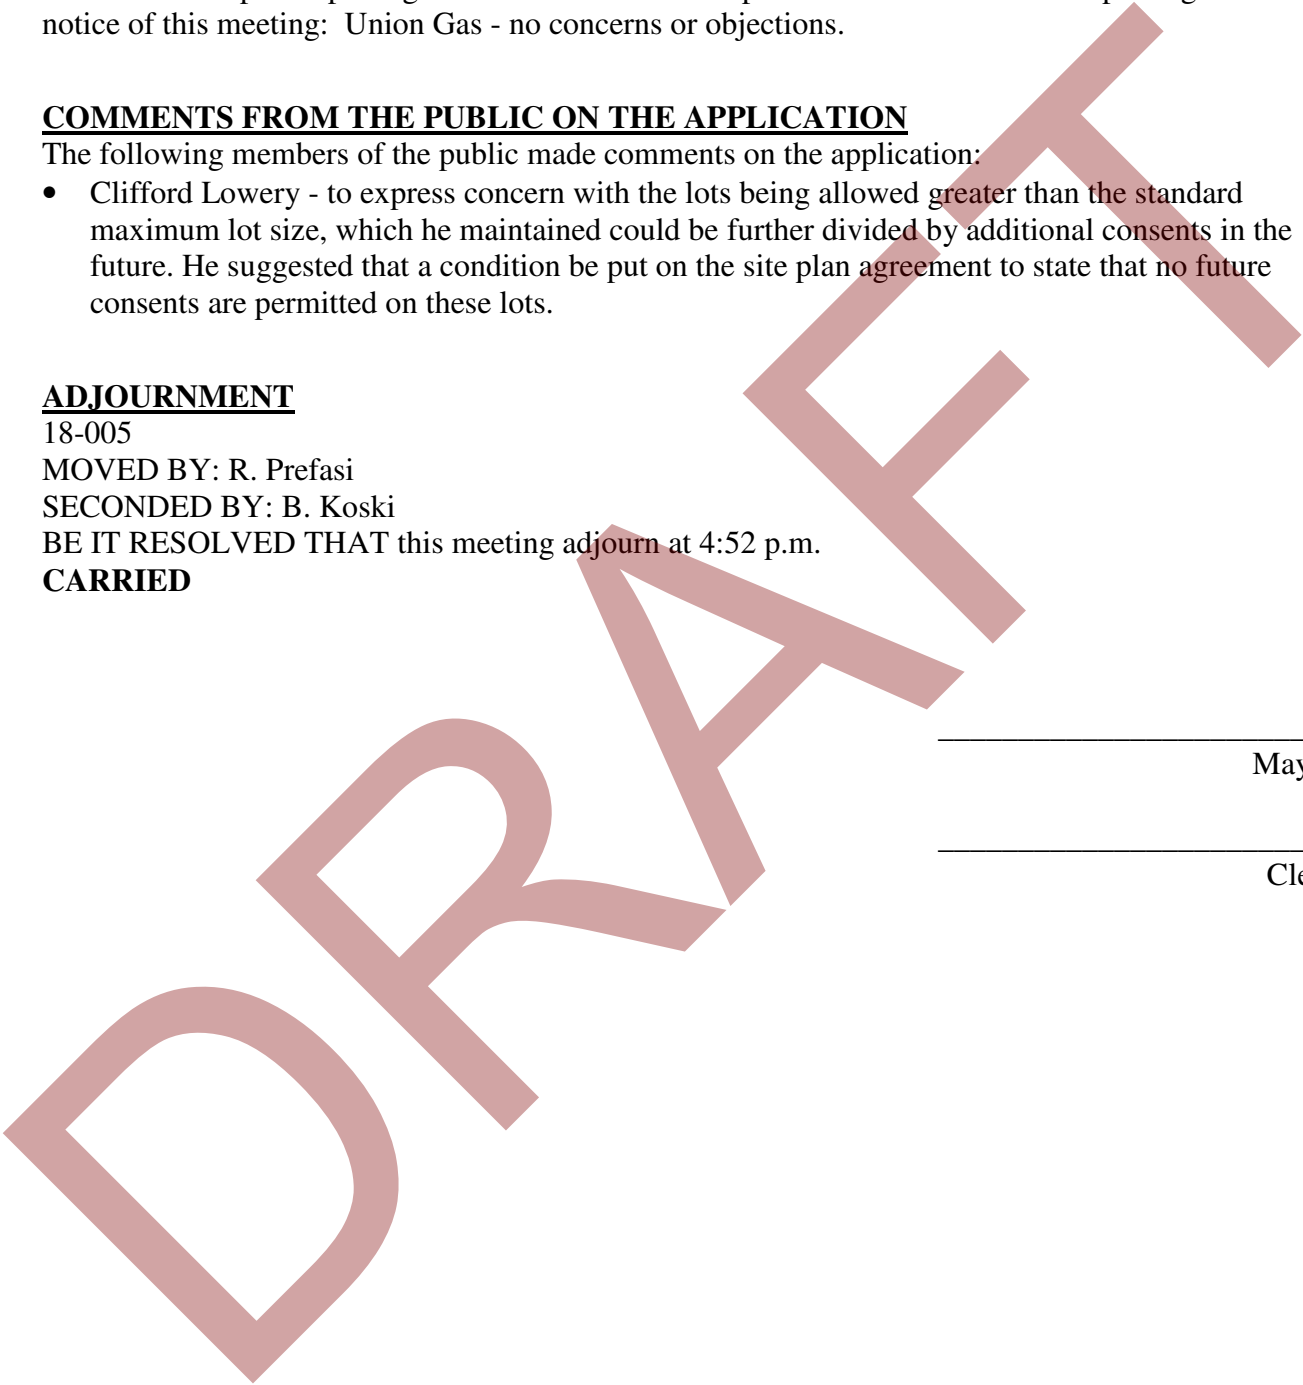 notice of this meeting:  Union Gas - no concerns or objections.
COMMENTS FROM THE PUBLIC ON THE APPLICATION
The following members of the public made comments on the application:
• Clifford Lowery - to express concern with the lots being allowed greater than the standard
maximum lot size, which he maintained could be further divided by additional consents in the
future. He suggested that a condition be put on the site plan agreement to state that no future
consents are permitted on these lots.
ADJOURNMENT
18-005
MOVED BY: R. Prefasi
SECONDED BY: B. Koski
BE IT RESOLVED THAT this meeting adjourn at 4:52 p.m.
CARRIED
May
Cle
DRAFT